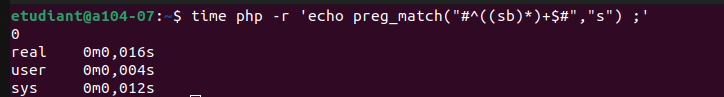 etudiant@a104-07:~$ time php -r 'echo preg_match("#^((sb)*)+$#","s") ;'
0
real 0m0,016s
user 0m0,004s
sys 0m0,012s